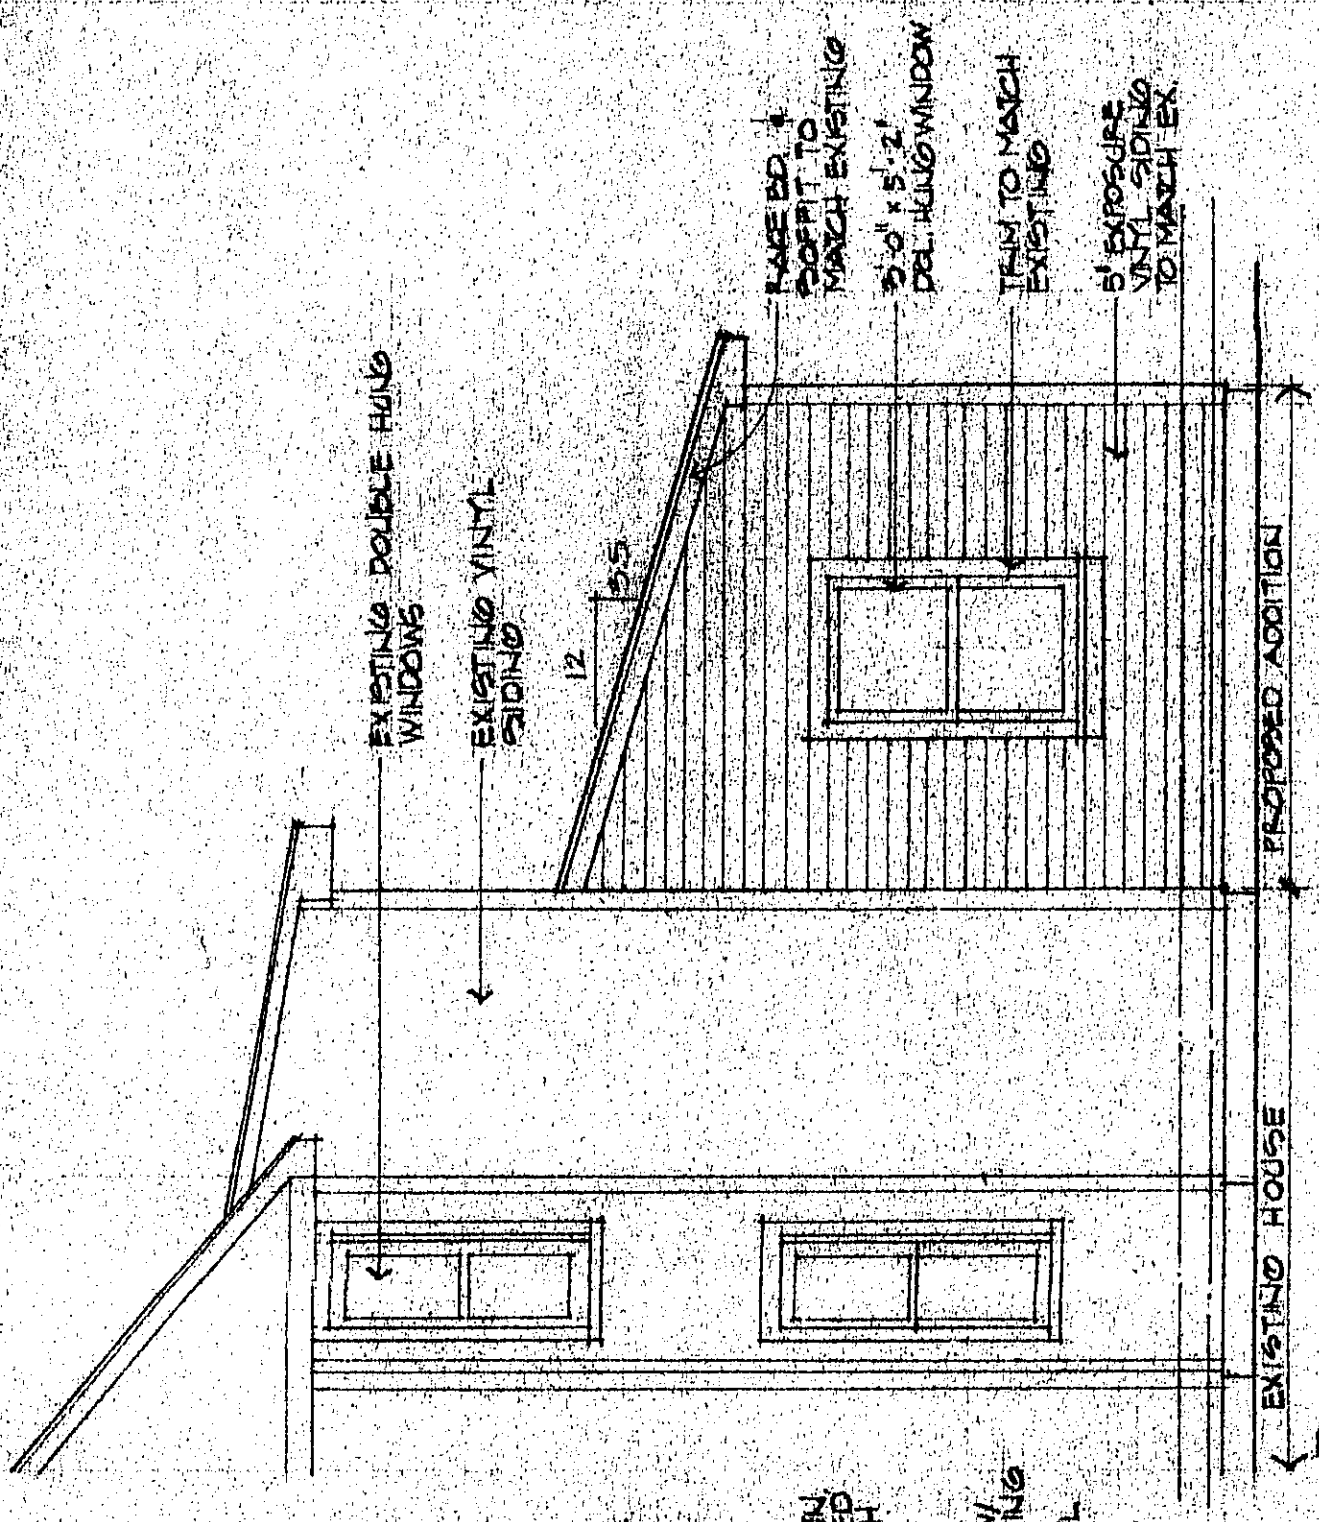 EXISTING DOUBLE HUNG
WINDOWS
EXISTING VINYL
SIDING
12
3.5
RAKE BD. &
SOFFIT TO
MATCH EXISTING
3'-0" x 5'-2"
DBL. HUNG WINDOW
TRIM TO MATCH
EXISTING
5" EXPOSURE
VINYL SIDING
TO MATCH EX.
EXISTING HOUSE
PROPOSED ADDITION